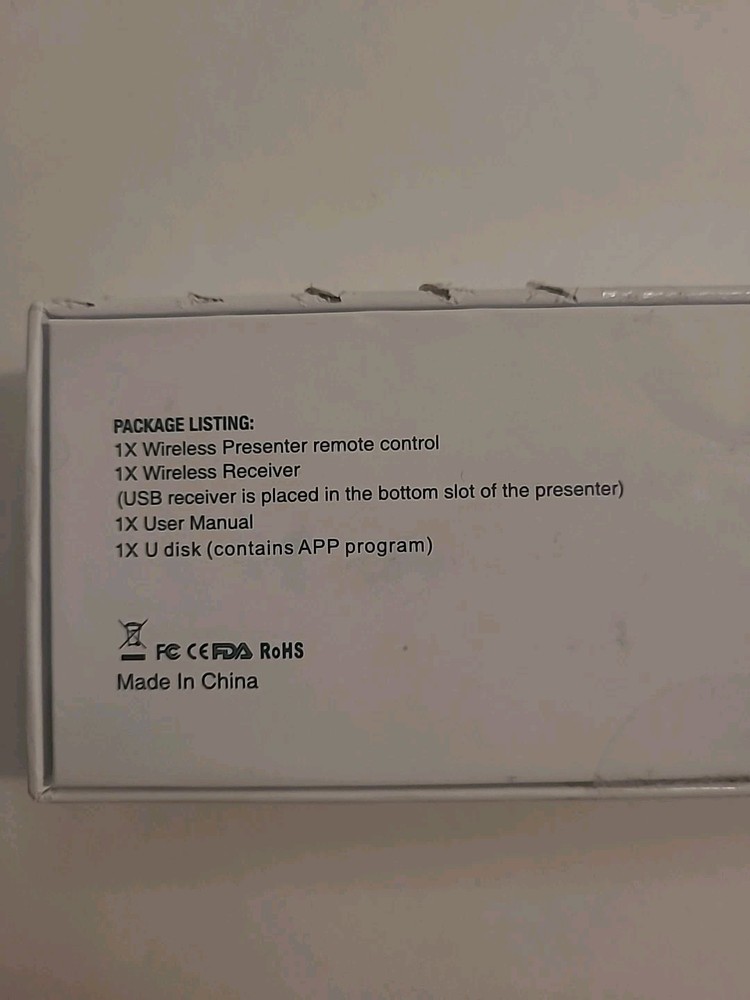 PACKAGE LISTING:
1X Wireless Presenter remote control
1X Wireless Receiver
(USB receiver is placed in the bottom slot of the presenter)
1X User Manual
1X U disk (contains APP program)
FC CE FDA RoHS
Made In China